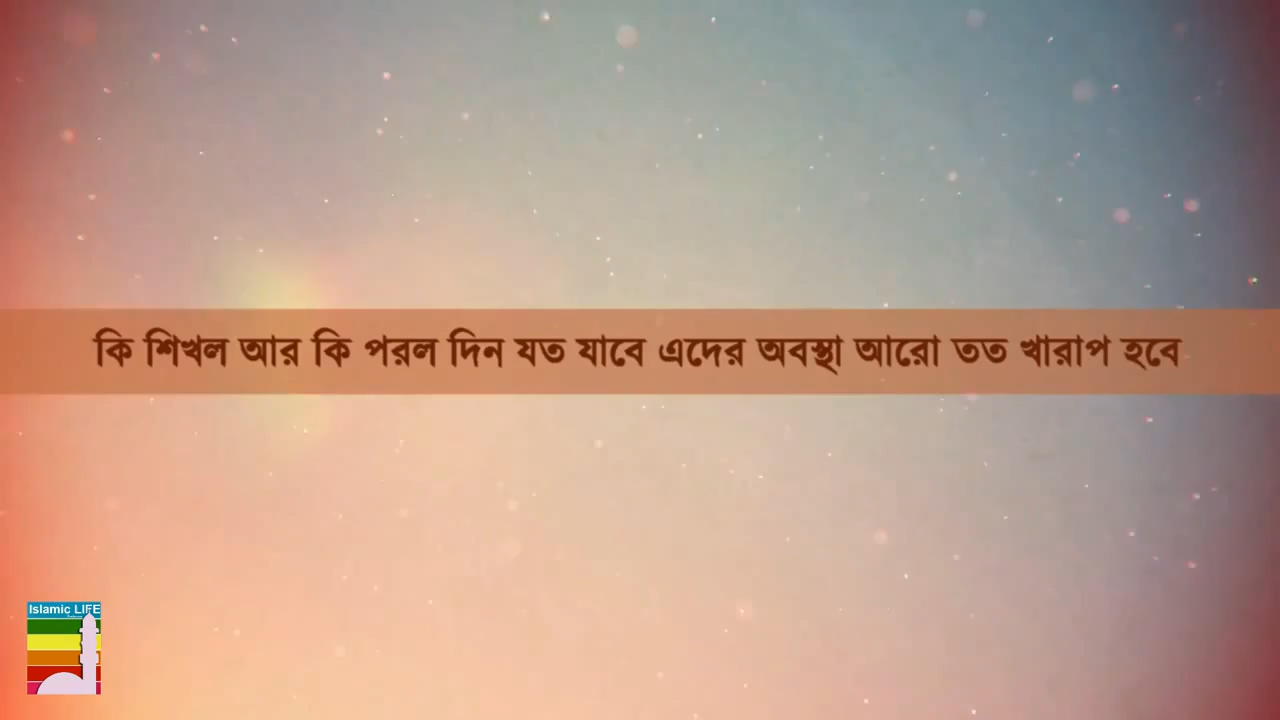 কি শিখল আর কি পরল দিন যত যাবে এদের অবস্থা আরো তত খারাপ হবে
Islamic LIFE